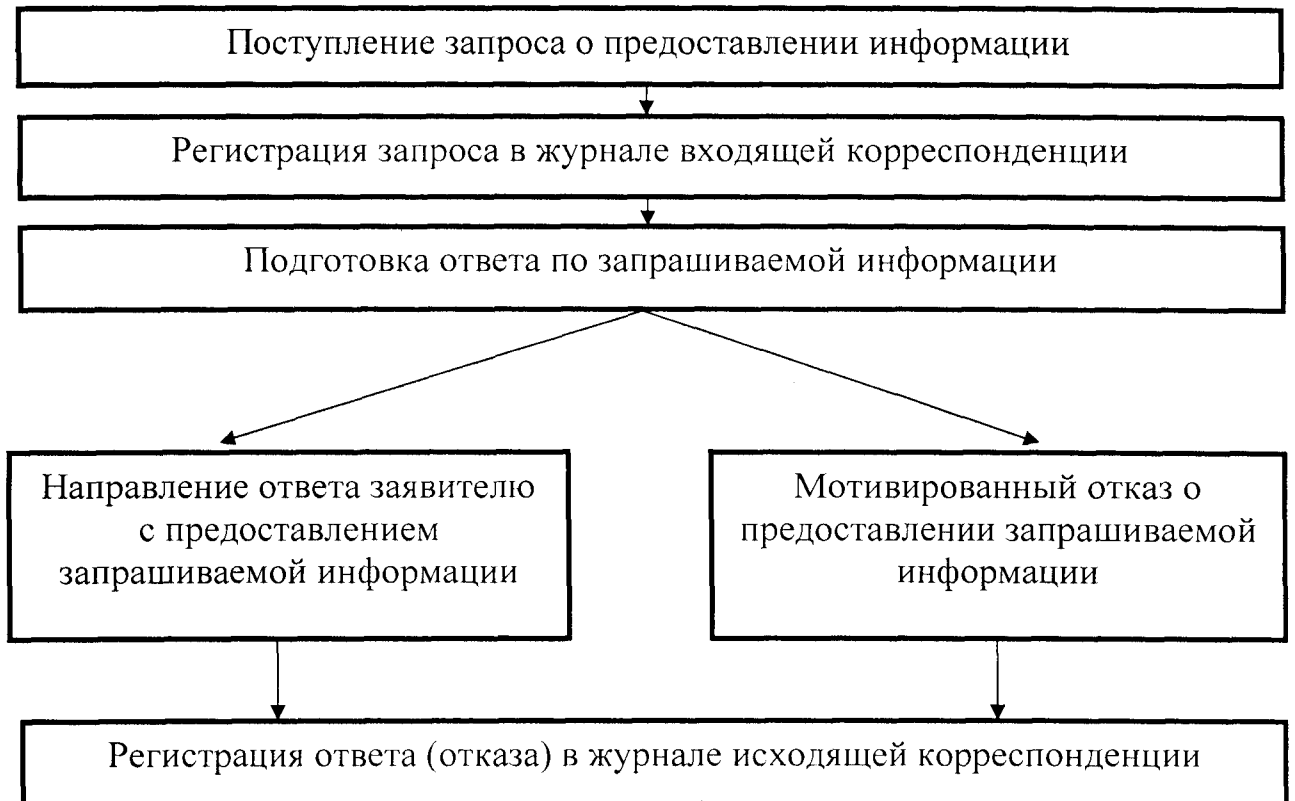 Поступление запроса о предоставлении информации
Регистрация запроса в журнале входящей корреспонденции
Подготовка ответа по запрашиваемой информации
Направление ответа заявителю
с предоставлением
запрашиваемой информации
Мотивированный отказ о
предоставлении запрашиваемой
информации
Регистрация ответа (отказа) в журнале исходящей корреспонденции